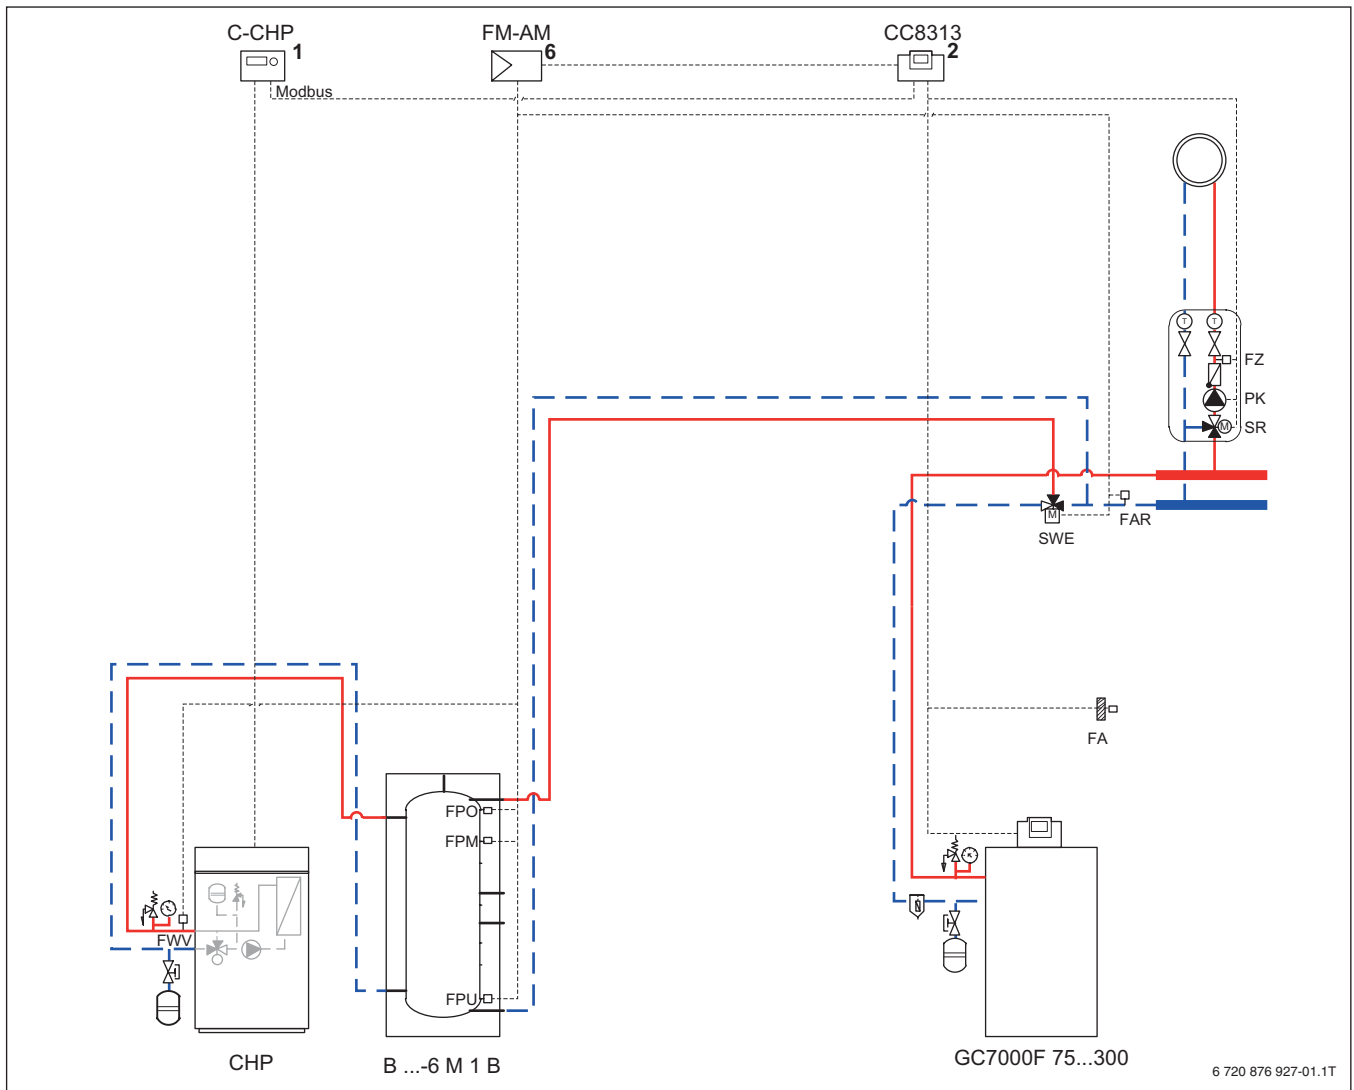 C-CHP
1
FM-AM
6
CC8313
2
Modbus
T
T
FZ
PK
M
SR
FAR
M
SWE
FA
FPO
FPM
FWV
FPU
CHP
B ...-6 M 1 B
GC7000F 75...300
6 720 876 927-01.1T